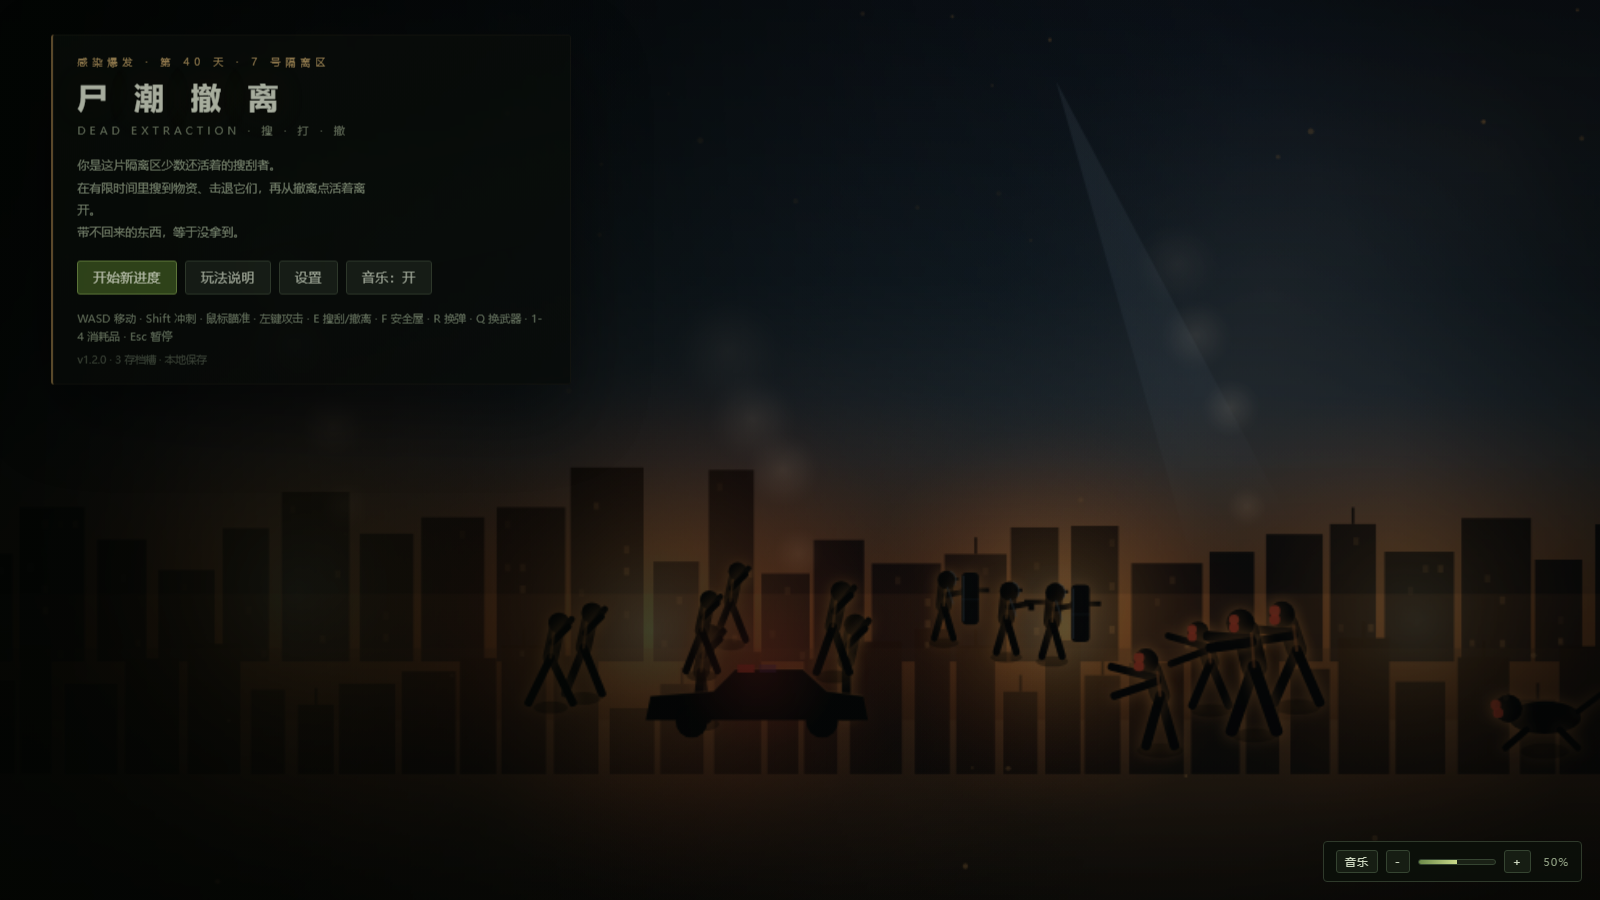 感染爆发 · 第 40 天 · 7 号隔离区
尸潮撤离
DEAD EXTRACTION · 搜 · 打 · 撤
你是这片隔离区少数还活着的搜刮者。
在有限时间里搜到物资、击退它们，再从撤离点活着离
开。
带不回来的东西，等于没拿到。
开始新进度 玩法说明 设置 音乐：开
WASD 移动 · Shift 冲刺 · 鼠标瞄准 · 左键攻击 · E 搜刮/撤离 · F 安全屋 · R 换弹 · Q 换武器 · 1-
4 消耗品 · Esc 暂停
v1.2.0 · 3 存档槽 · 本地保存
音乐 - + 50%